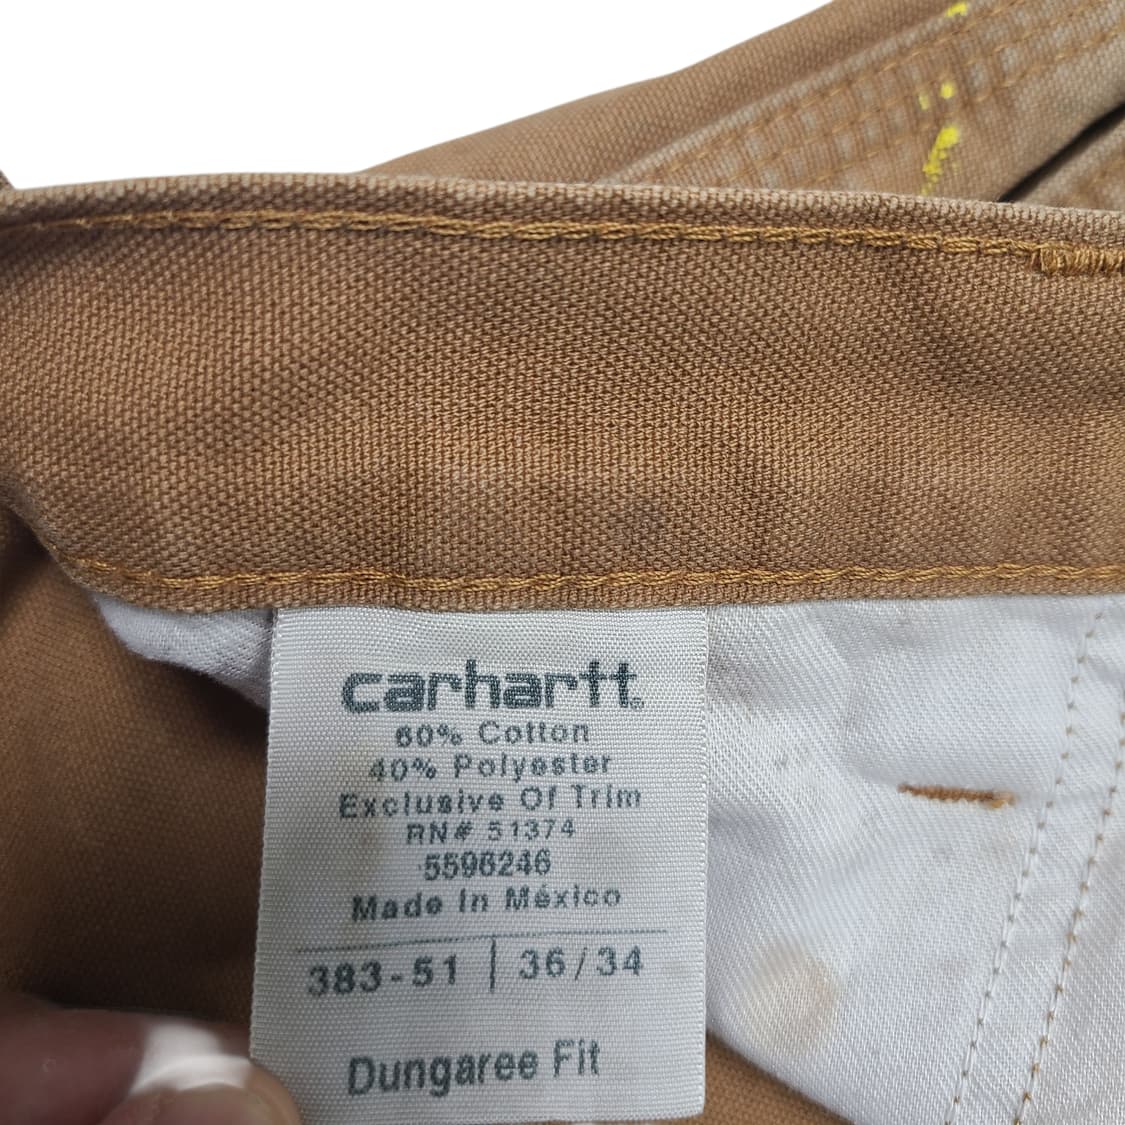 carhartt.
60% Cotton
40% Polyester
Exclusive Of Trim
RN# 51374
5596246
Made In México
383-51 | 36/34
Dungaree Fit